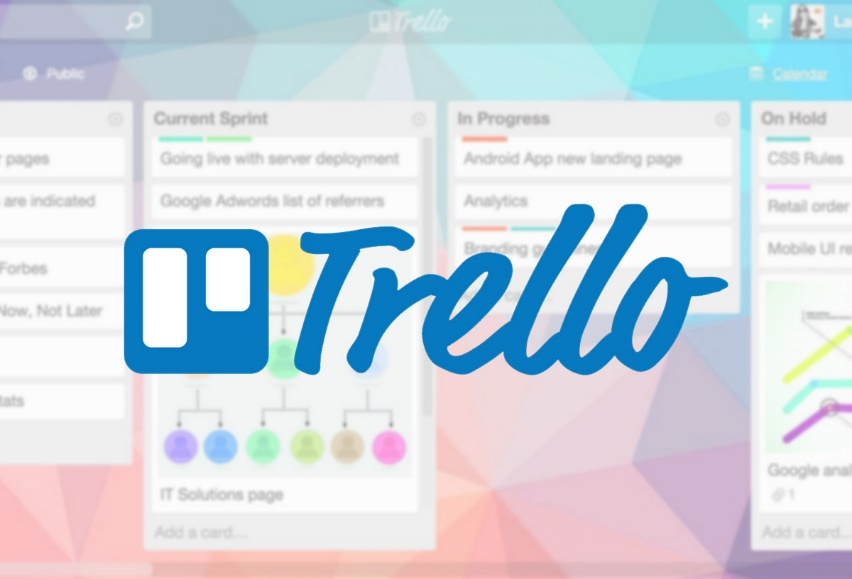 Trello
La
Public
Calendar
pages
are indicated
Forbes
Now, Not Later
tats
Current Sprint
Going live with server deployment
Google Adwords list of referrers
IT Solutions page
Add a card...
In Progress
Android App new landing page
Analytics
Branding
Trello
On Hold
CSS Rules
Retail order
Mobile UI re
Google anal
1
Add a card...